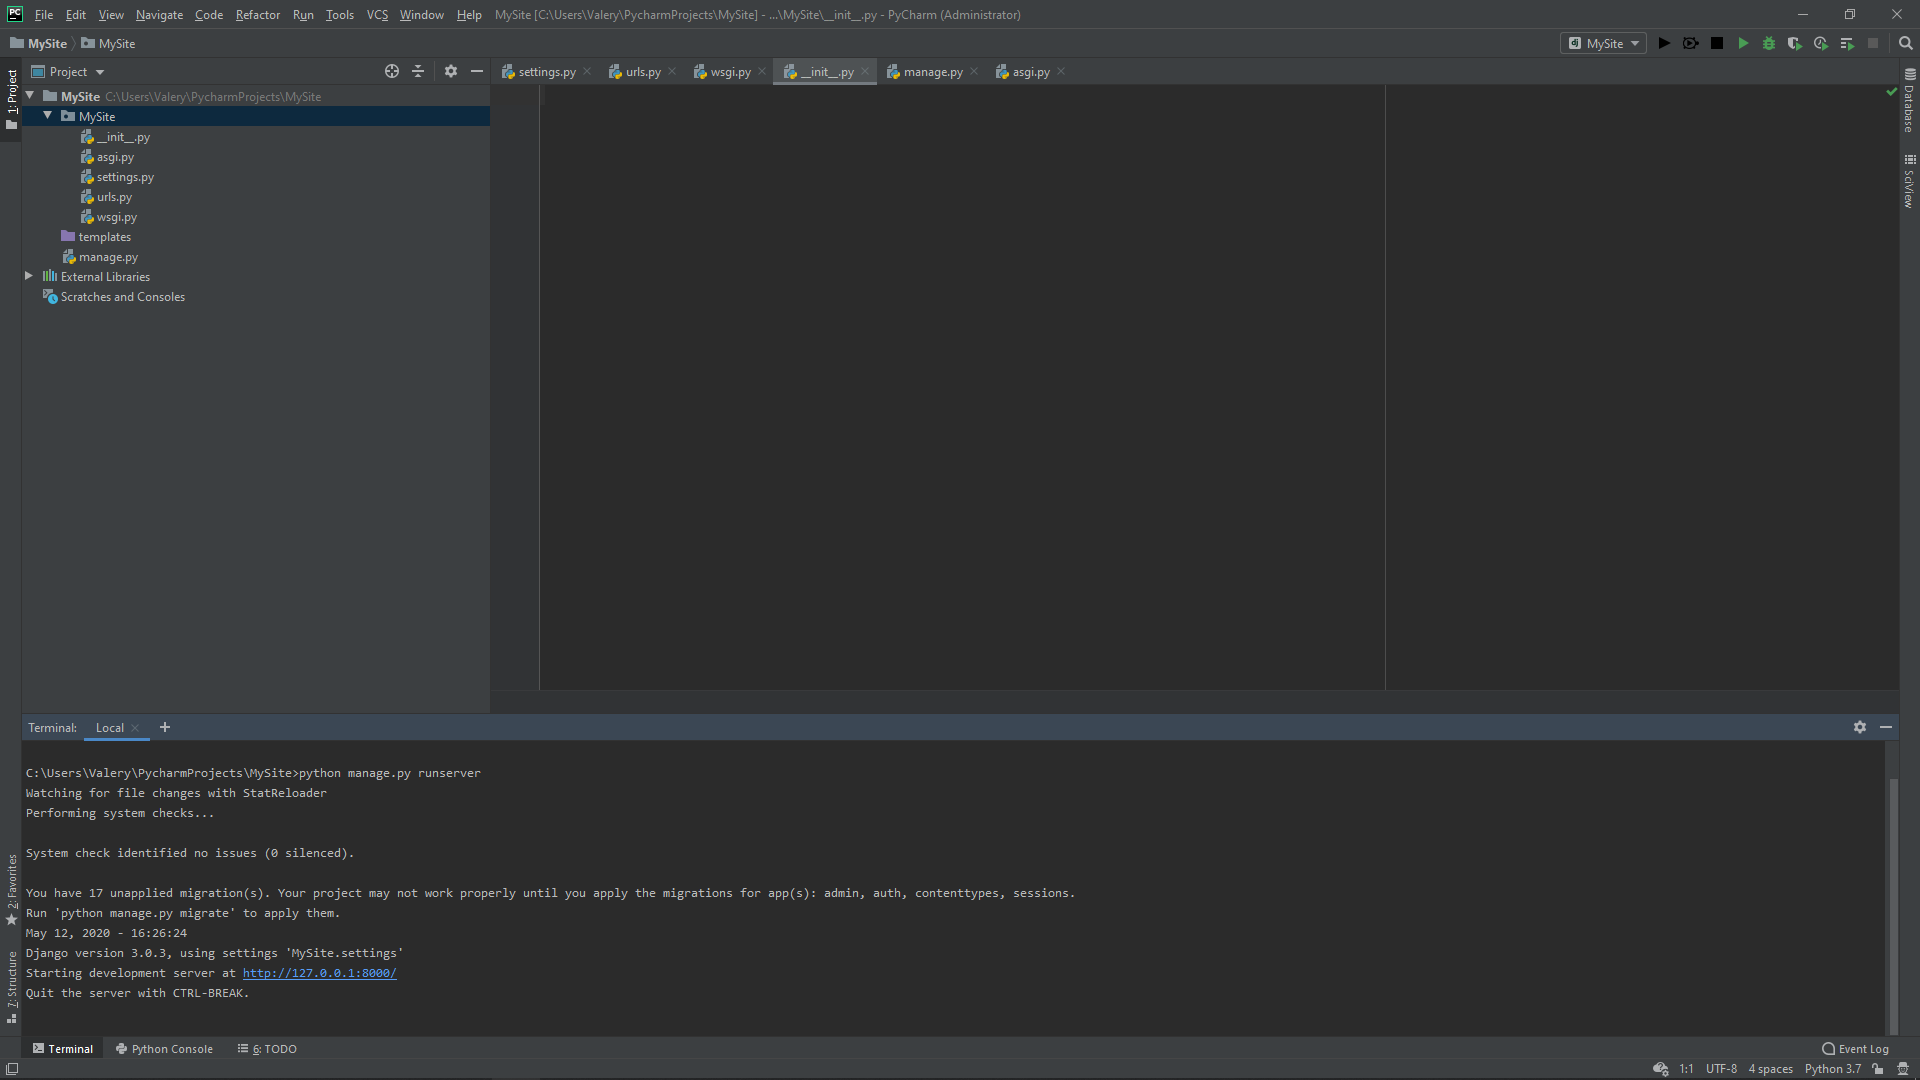 PC File Edit View Navigate Code Refactor Run Tools VCS Window Help MySite [C:\Users\Valery\PycharmProjects\MySite] - ...\MySite\__init__.py - PyCharm (Administrator)
MySite MySite
dj MySite
1: Project
Project
settings.py urls.py wsgi.py __init__.py manage.py asgi.py
MySite C:\Users\Valery\PycharmProjects\MySite
MySite
__init__.py
asgi.py
settings.py
urls.py
wsgi.py
templates
manage.py
External Libraries
Scratches and Consoles
Database
SciView
Terminal: Local
C:\Users\Valery\PycharmProjects\MySite>python manage.py runserver
Watching for file changes with StatReloader
Performing system checks...
System check identified no issues (0 silenced).
You have 17 unapplied migration(s). Your project may not work properly until you apply the migrations for app(s): admin, auth, contenttypes, sessions.
Run 'python manage.py migrate' to apply them.
May 12, 2020 - 16:26:24
Django version 3.0.3, using settings 'MySite.settings'
Starting development server at http://127.0.0.1:8000/
Quit the server with CTRL-BREAK.
2: Favorites
7: Structure
Terminal Python Console 6: TODO Event Log
1:1 UTF-8 4 spaces Python 3.7